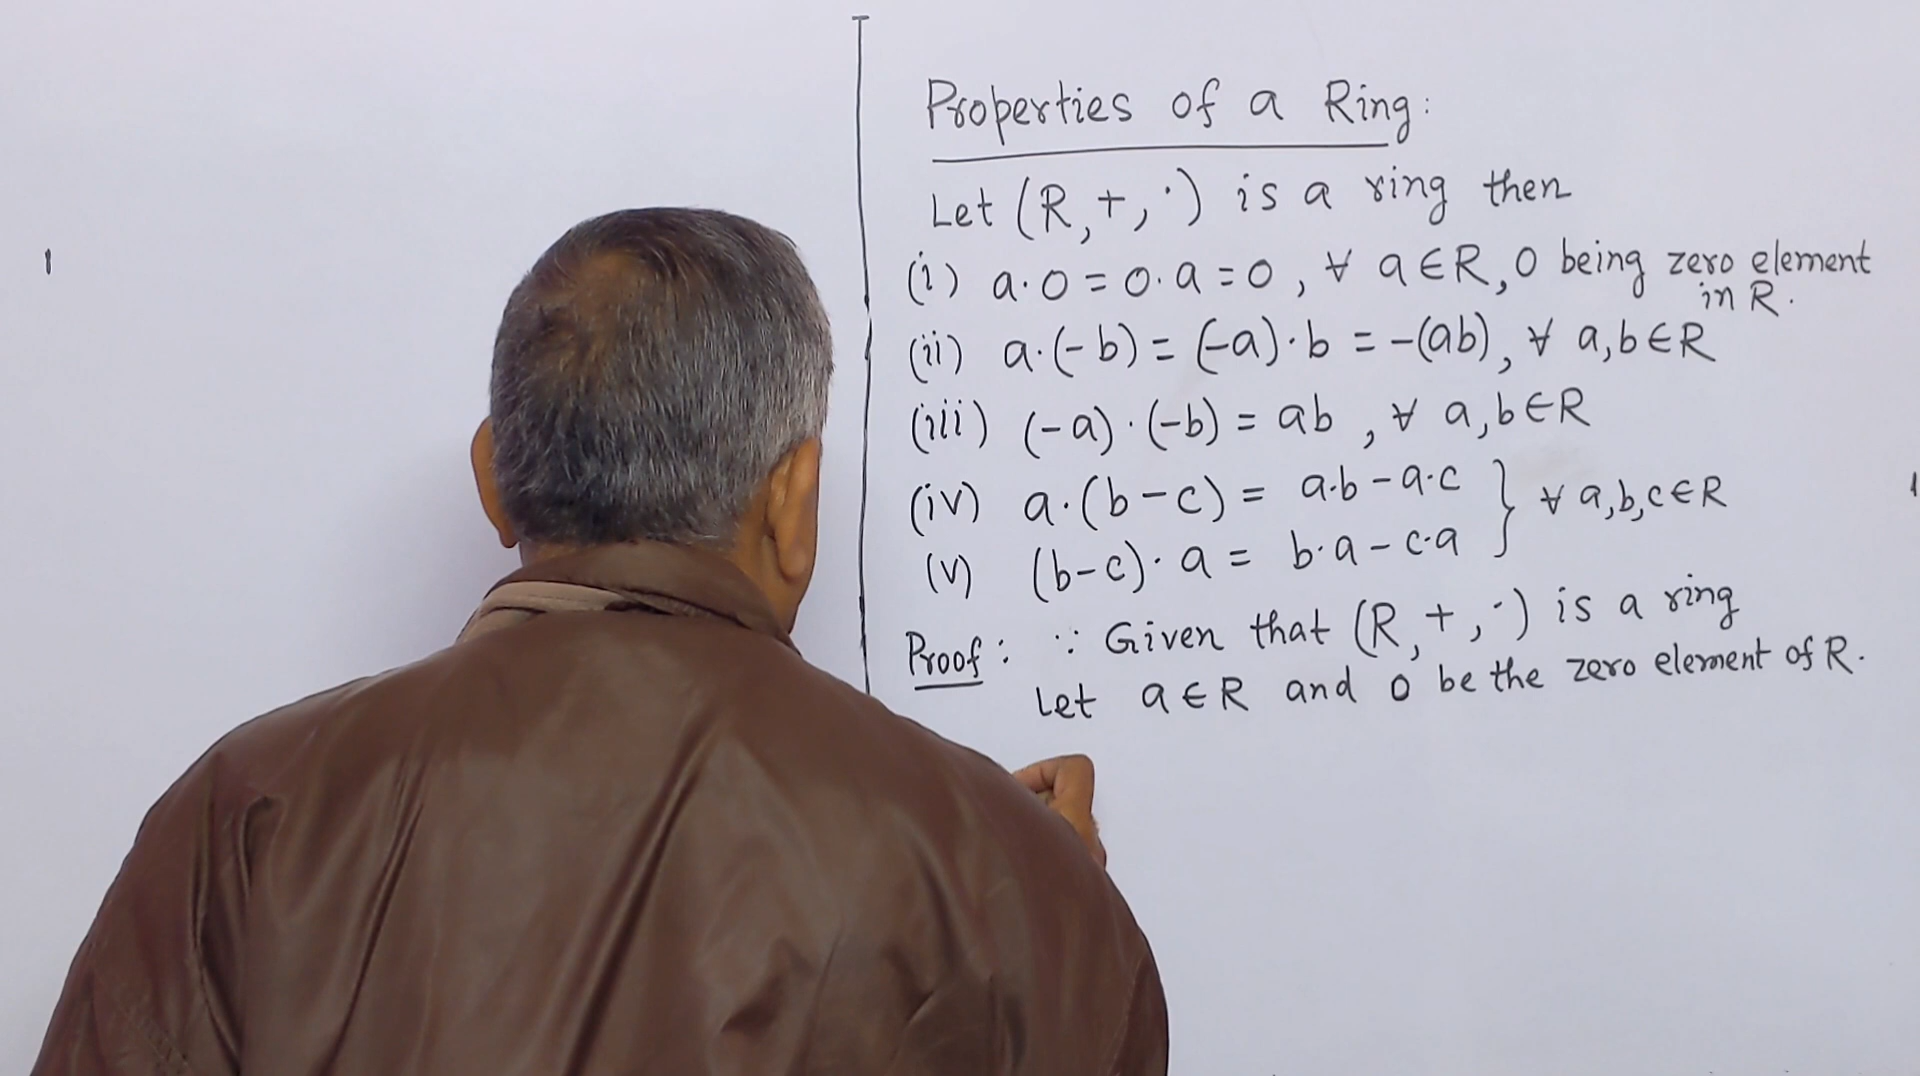 Properties of a Ring:
Let (R, +, ·) is a ring then
(i) a·0 = 0·a = 0, ∀ a∈R, 0 being zero element
in R.
(ii) a·(-b) = (-a)·b = -(ab), ∀ a,b∈R
(iii) (-a)·(-b) = ab, ∀ a,b∈R
(iv) a·(b-c) = a·b - a·c } ∀ a,b,c∈R
(v) (b-c)·a = b·a - c·a
Proof: ∵ Given that (R, +, ·) is a ring
Let a∈R and 0 be the zero element of R.